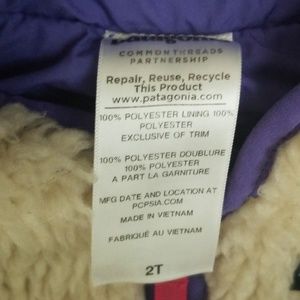 patagonia
COMMONTHREADS
PARTNERSHIP
Repair, Reuse, Recycle
This Product
www.patagonia.com
100% POLYESTER LINING 100%
POLYESTER
EXCLUSIVE OF TRIM
100% POLYESTER DOUBLURE
100% POLYESTER
A PART LA GARNITURE
MFG DATE AND LOCATION AT
PCPSIA.COM
MADE IN VIETNAM
FABRIQUÉ AU VIETNAM
2T